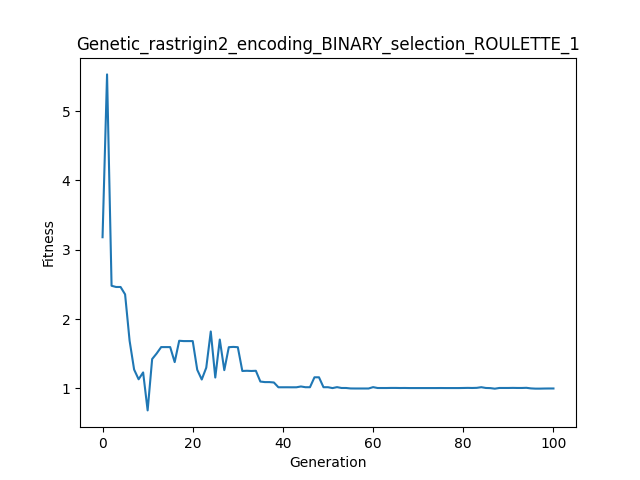 Genetic_rastrigin2_encoding_BINARY_selection_ROULETTE_1
Fitness
5
4
3
2
1
0 20 40 60 80 100
Generation